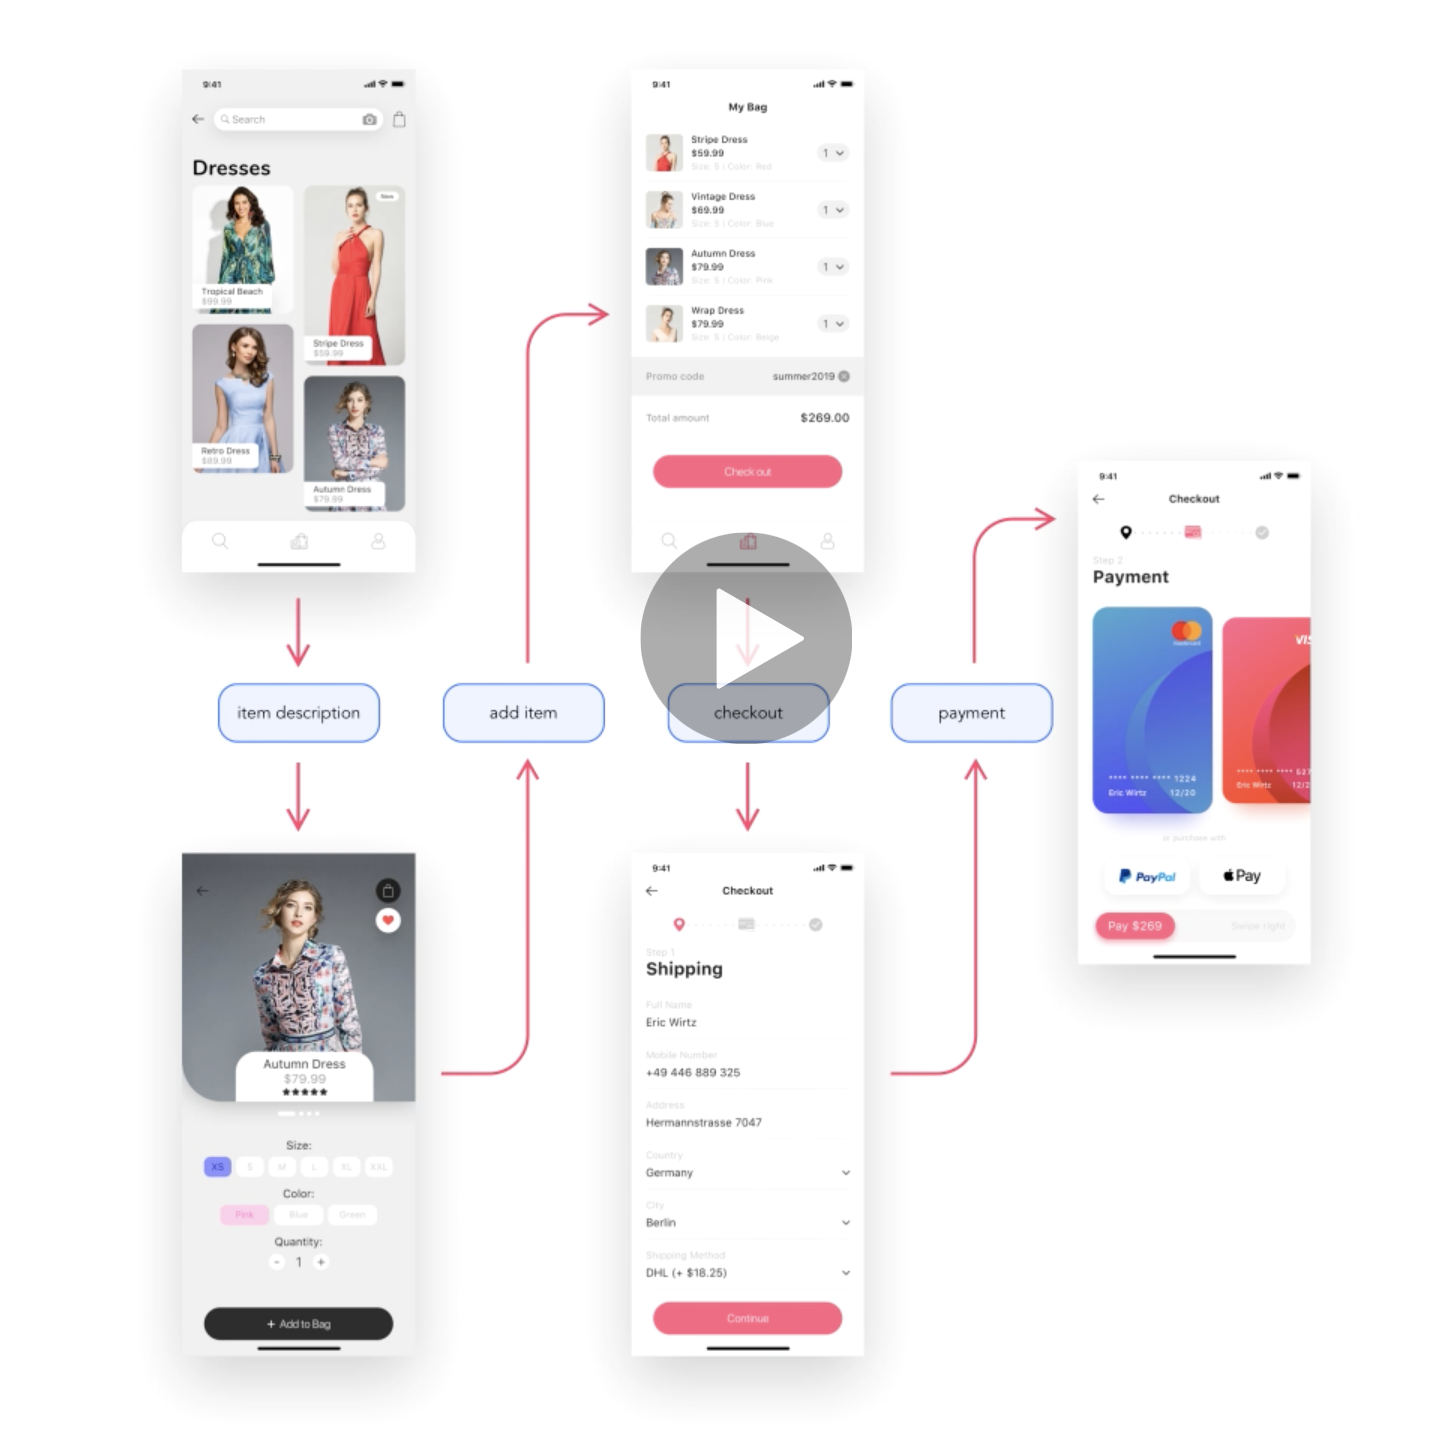 9:41
Search
Dresses
New
Tropical Beach
$99.99
Stripe Dress
$59.99
Retro Dress
$89.99
Autumn Dress
$79.99
item description
Autumn Dress
$79.99
Size:
XS S M L XL XXL
Color:
Pink Blue Green
Quantity:
- 1 +
+ Add to Bag
add item
9:41
My Bag
Stripe Dress
$59.99
1
Size: S | Color: Red
Vintage Dress
$69.99
1
Size: S | Color: Blue
Autumn Dress
$79.99
1
Size: S | Color: Pink
Wrap Dress
$79.99
1
Size: S | Color: Beige
Promo code summer2019
Total amount $269.00
Check out
checkout
9:41
Checkout
Step 1
Shipping
Full Name
Eric Wirtz
Mobile Number
+49 446 889 325
Address
Hermannstrasse 7047
Country
Germany
City
Berlin
Shipping Method
DHL (+ $18.25)
Continue
payment
9:41
Checkout
Step 2
Payment
mastercard
VIS
**** **** **** 1224
Eric Wirtz 12/20
**** **** **** 537
Eric Wirtz 12/2
or purchase with
PayPal
Pay
Pay $269 Swipe right